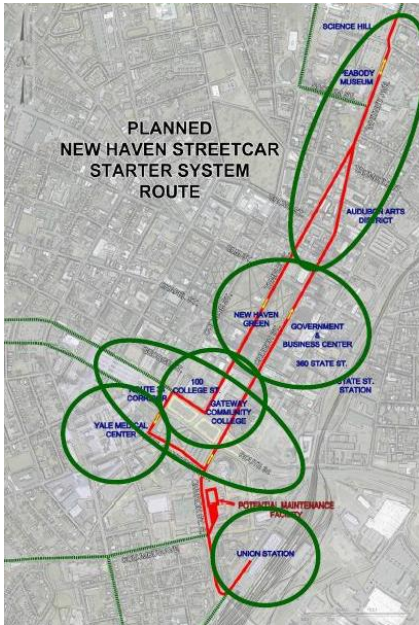 SCIENCE HILL
PEABODY
MUSEUM
PLANNED
NEW HAVEN STREETCAR
STARTER SYSTEM
ROUTE
AUDUBON ARTS
DISTRICT
NEW HAVEN
GREEN
GOVERNMENT
&
BUSINESS CENTER
360 STATE ST.
STATE ST.
STATION
ROUTE 34
CORRIDOR
100
COLLEGE ST.
GATEWAY
COMMUNITY
COLLEGE
YALE MEDICAL
CENTER
POTENTIAL MAINTENANCE
FACILITY
UNION STATION